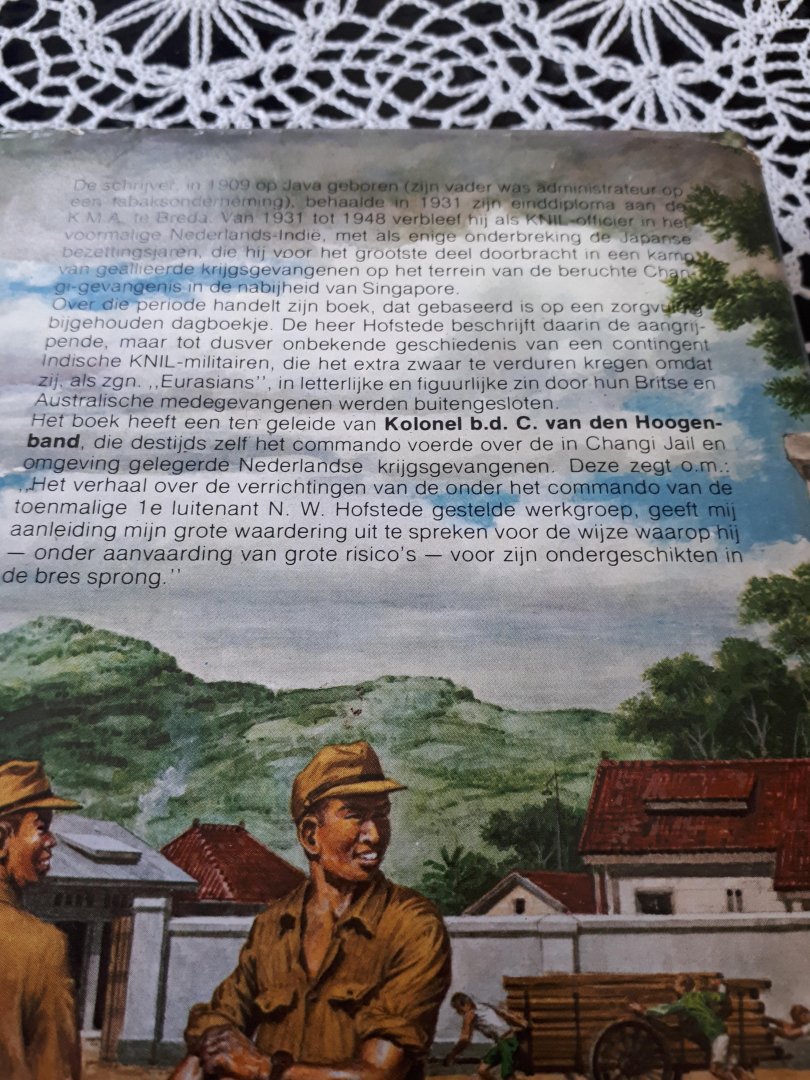 De schrijver, in 1909 op Java geboren (zijn vader was administrateur op
een tabaksonderneming), behaalde in 1931 zijn einddiploma aan de
K.M.A. te Breda. Van 1931 tot 1948 verbleef hij als KNIL-officier in het
voormalige Nederlands-Indië, met als enige onderbreking de Japanse
bezettingsjaren, die hij voor het grootste deel doorbracht in een kamp
van geallieerde krijgsgevangenen op het terrein van de beruchte Chan-
gi-gevangenis in de nabijheid van Singapore.
Over die periode handelt zijn boek, dat gebaseerd is op een zorgvuldig
bijgehouden dagboekje. De heer Hofstede beschrijft daarin de aangrij-
pende, maar tot dusver onbekende geschiedenis van een contingent
Indische KNIL-militairen, die het extra zwaar te verduren kregen omdat
zij, als zgn. ,,Eurasians", in letterlijke en figuurlijke zin door hun Britse en
Australische medegevangenen werden buitengesloten.
Het boek heeft een ten geleide van Kolonel b.d. C. van den Hoogen-
band, die destijds zelf het commando voerde over de in Changi Jail en
omgeving gelegerde Nederlandse krijgsgevangenen. Deze zegt o.m.:
,,Het verhaal over de verrichtingen van de onder het commando van de
toenmalige 1e luitenant N. W. Hofstede gestelde werkgroep, geeft mij
aanleiding mijn grote waardering uit te spreken voor de wijze waarop hij
— onder aanvaarding van grote risico's — voor zijn ondergeschikten in
de bres sprong."